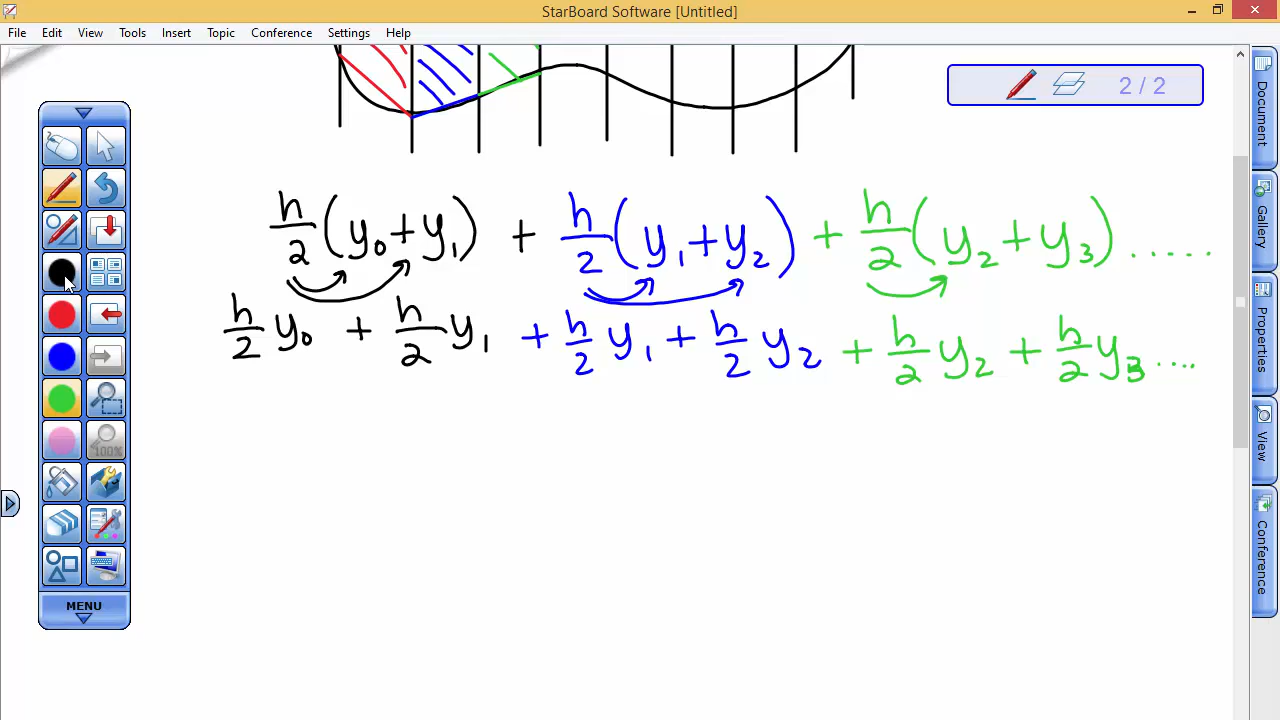 StarBoard Software [Untitled]
File Edit View Tools Insert Topic Conference Settings Help
2 / 2
h/2 (y₀ + y₁) + h/2 (y₁ + y₂) + h/2 (y₂ + y₃) .....
h/2 y₀ + h/2 y₁ + h/2 y₁ + h/2 y₂ + h/2 y₂ + h/2 y₃ ....
100%
MENU
Document
Gallery
Properties
View
Conference